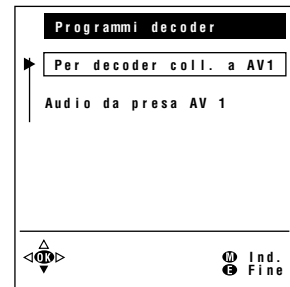 Programmi decoder
Per decoder coll. a AV1
Audio da presa AV 1
OK
M Ind.
E Fine